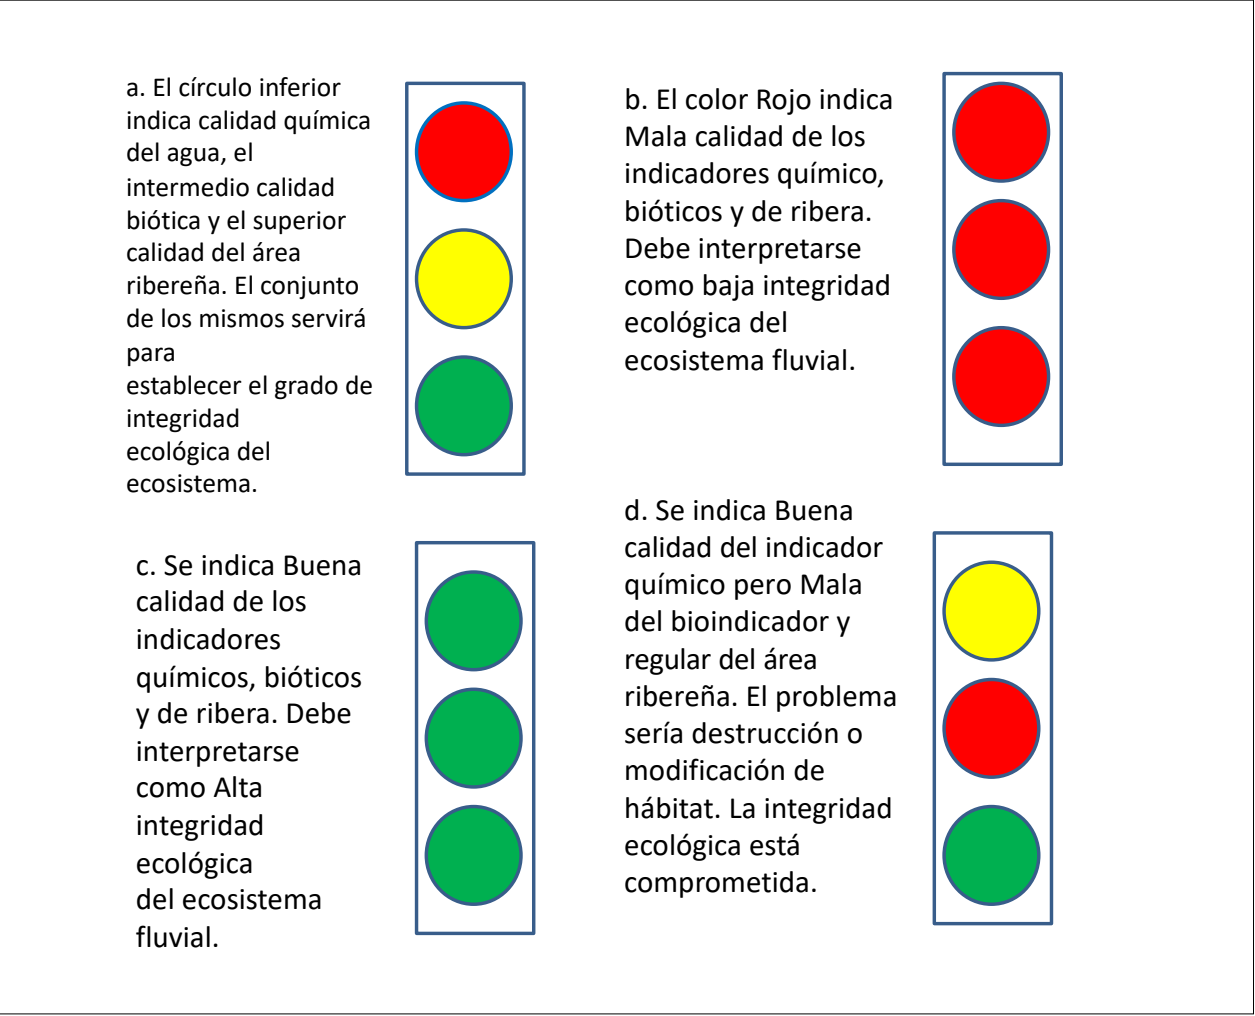 a. El círculo inferior
indica calidad química
del agua, el
intermedio calidad
biótica y el superior
calidad del área
ribereña. El conjunto
de los mismos servirá
para
establecer el grado de
integridad
ecológica del
ecosistema.
b. El color Rojo indica
Mala calidad de los
indicadores químico,
bióticos y de ribera.
Debe interpretarse
como baja integridad
ecológica del
ecosistema fluvial.
c. Se indica Buena
calidad de los
indicadores
químicos, bióticos
y de ribera. Debe
interpretarse
como Alta
integridad
ecológica
del ecosistema
fluvial.
d. Se indica Buena
calidad del indicador
químico pero Mala
del bioindicador y
regular del área
ribereña. El problema
sería destrucción o
modificación de
hábitat. La integridad
ecológica está
comprometida.